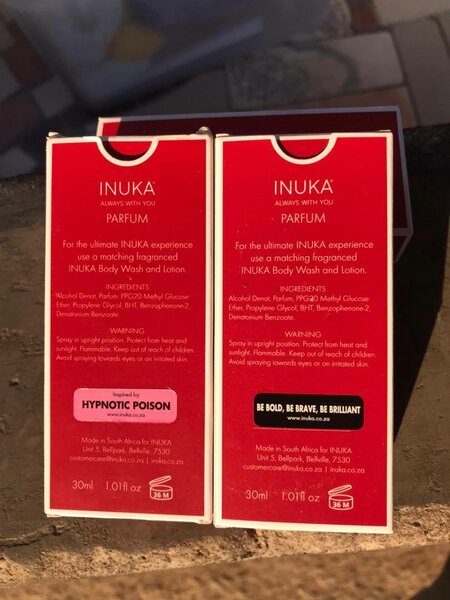 INUKA™
ALWAYS WITH YOU
PARFUM
For the ultimate INUKA experience
use a matching fragranced
INUKA Body Wash and Lotion.
INGREDIENTS
Alcohol Denat, Parfum, PPG20 Methyl Glucose
Ether, Propylene Glycol, BHT, Benzophenone-2,
Denatonium Benzoate.
WARNING
Spray in upright position. Protect from heat and
sunlight. Flammable. Keep out of reach of children.
Avoid spraying towards eyes or on irritated skin.
inspired by
HYPNOTIC POISON
www.inuka.co.za
Made in South Africa for INUKA
Unit 5, Bellpark, Bellville, 7530
customercare@inuka.co.za | inuka.co.za
30ml 1.01fl oz
36 M
INUKA™
ALWAYS WITH YOU
PARFUM
For the ultimate INUKA experience
use a matching fragranced
INUKA Body Wash and Lotion.
INGREDIENTS
Alcohol Denat, Parfum, PPG20 Methyl Glucose
Ether, Propylene Glycol, BHT, Benzophenone-2,
Denatonium Benzoate.
WARNING
Spray in upright position. Protect from heat and
sunlight. Flammable. Keep out of reach of children.
Avoid spraying towards eyes or on irritated skin.
BE BOLD, BE BRAVE, BE BRILLIANT
www.inuka.co.za
Made in South Africa for INUKA
Unit 5, Bellpark, Bellville, 7530
customercare@inuka.co.za | inuka.co.za
30ml 1.01fl oz
36 M